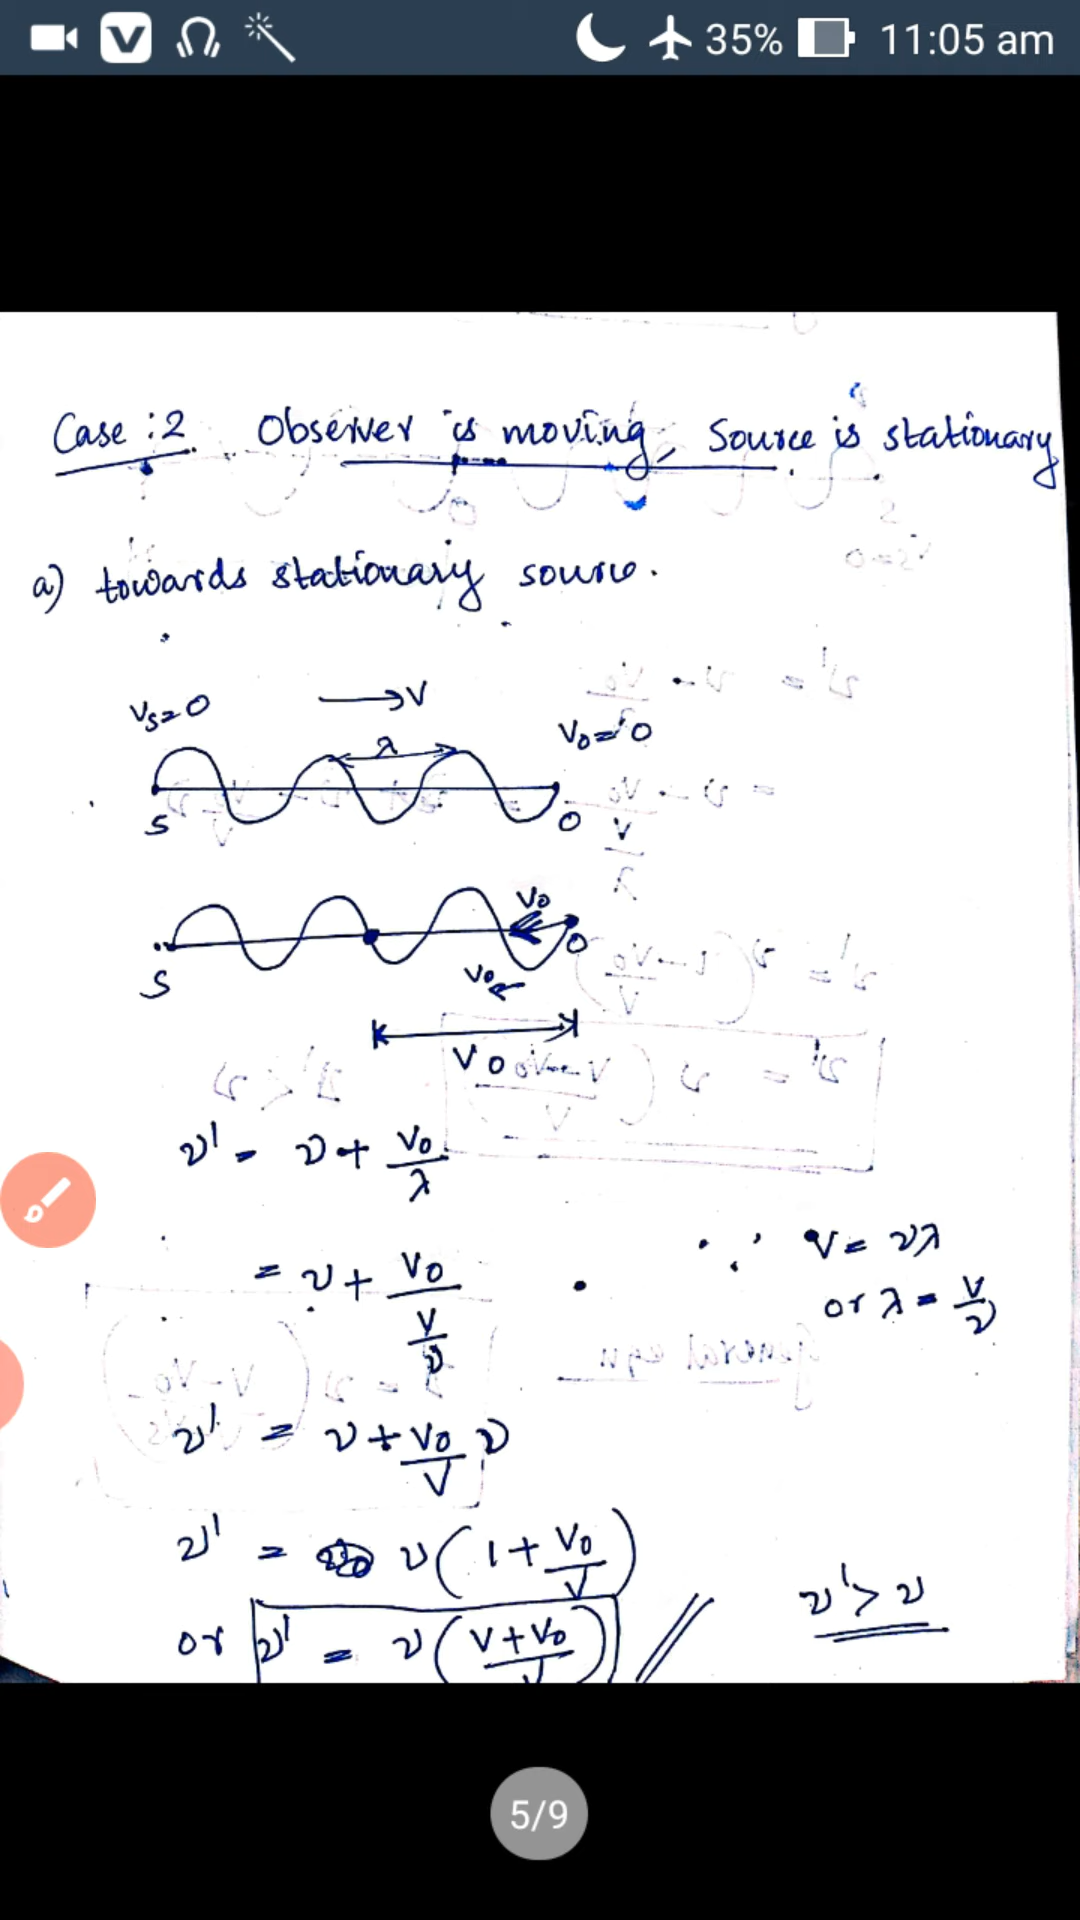 35% 11:05 am
Case : 2 Observer is moving, Source is stationary
a) towards stationary source.
Vs = 0 → V
λ
Vo = 0
S O
Vo
S O
Vo
Vo
ν' = ν + Vo/λ
= ν + Vo/(V/ν) ∵ V = νλ
or λ = V/ν
ν' = ν + Vo/V ν
ν' = ν(1 + Vo/V)
ν' > ν
or ν' = ν(V + Vo/V)
5/9